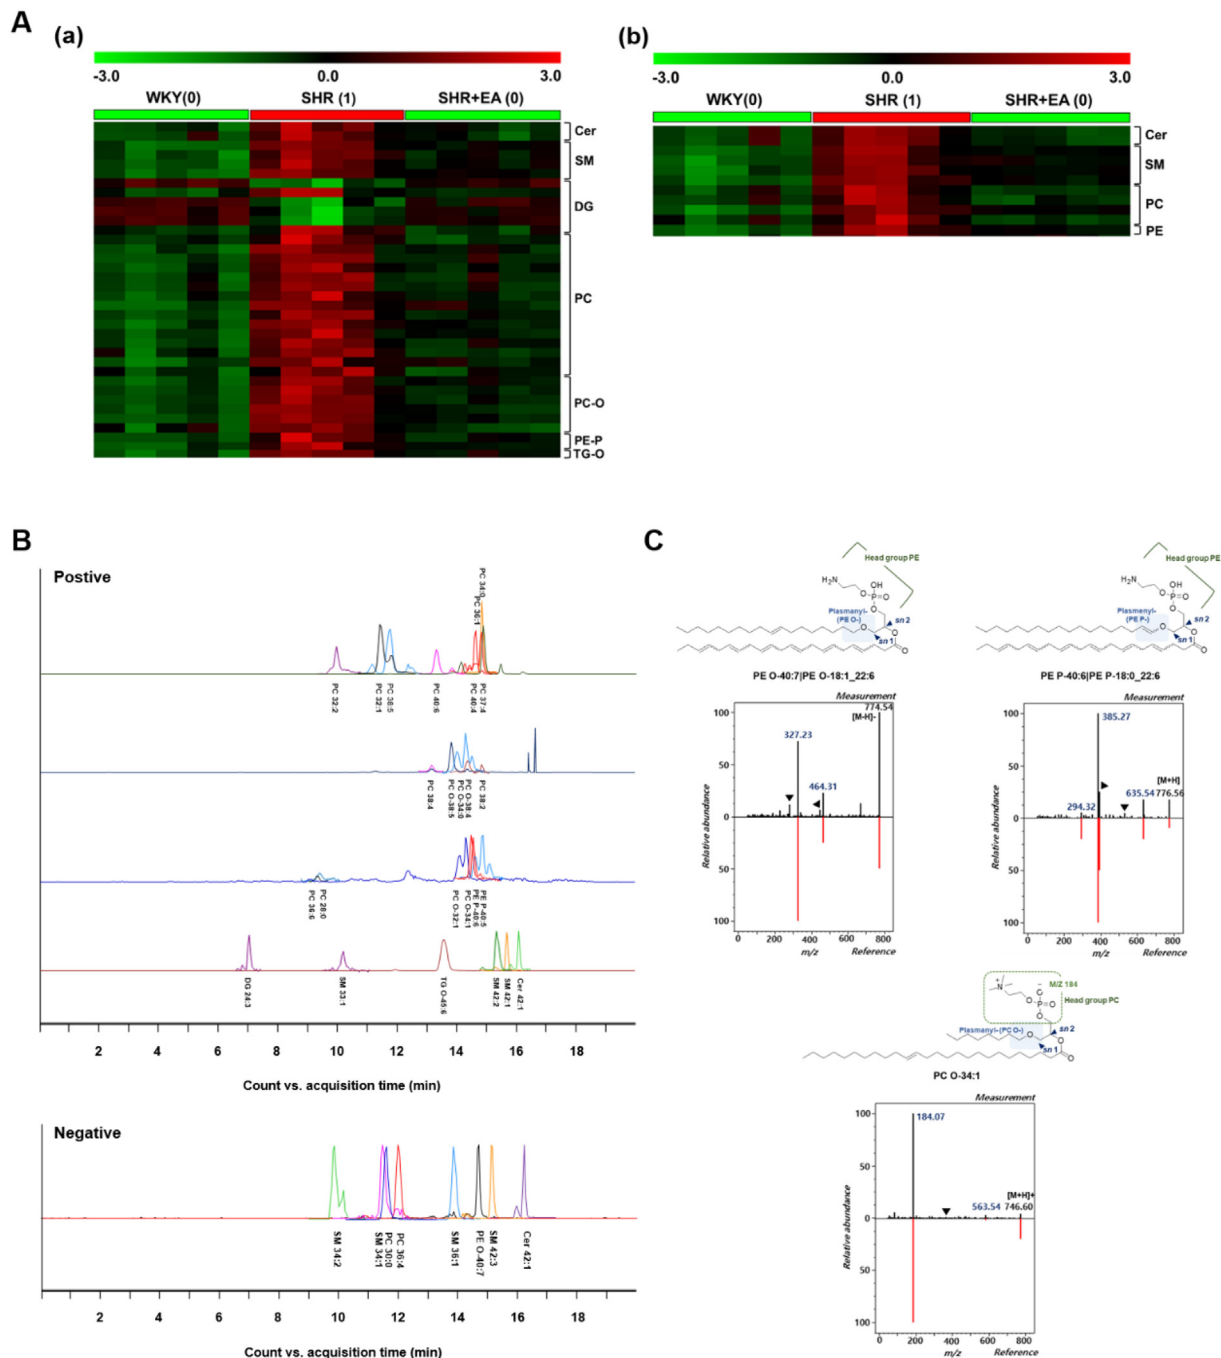 A
(a)
-3.0 0.0 3.0
WKY(0) SHR (1) SHR+EA (0)
Cer
SM
DG
PC
PC-O
PE-P
TG-O
(b)
-3.0 0.0 3.0
WKY(0) SHR (1) SHR+EA (0)
Cer
SM
PC
PE
B
Postive
PC 34:0
PC 36:1
PC 32:2
PC 32:1
PC 38:5
PC 40:6
PC 40:4
PC 37:4
PC 38:4
PC O-38:5
PC O-34:0
PC O-38:4
PC 38:2
PC 36:6
PC 28:0
PC O-32:1
PC O-34:1
PE P-40:6
PE P-40:5
DG 24:3
SM 33:1
TG O-45:6
SM 42:2
SM 42:1
Cer 42:1
2 4 6 8 10 12 14 16 18
Count vs. acquisition time (min)
Negative
SM 34:2
SM 34:1
PC 30:0
PC 36:4
SM 36:1
PE O-40:7
SM 42:3
Cer 42:1
2 4 6 8 10 12 14 16 18
Count vs. acquisition time (min)
C
Head group PE
H₂N
OH
O
P
O
O
Plasmanyl-
(PE O-)
O
sn 2
sn 1
O
O
PE O-40:7|PE O-18:1_22:6
Measurement
774.54
[M-H]-
327.23
464.31
100
50
0
50
100
Relative abundance
0 200 400 600 800
m/z
Reference
Head group PE
H₂N
OH
O
P
O
O
Plasmenyl-
(PE P-)
O
sn 2
sn 1
O
O
PE P-40:6|PE P-18:0_22:6
Measurement
385.27
[M+H]
635.54 776.56
294.32
100
50
0
50
100
Relative abundance
0 200 400 600 800
m/z
Reference
M/Z 184
Head group PC
N
+
O
P
O
O
Plasmanyl- (PC O-)
O
sn 2
sn 1
O
O
PC O-34:1
Measurement
184.07
[M+H]+
563.54 746.60
100
50
0
50
100
Relative abundance
0 200 400 600 800
m/z
Reference